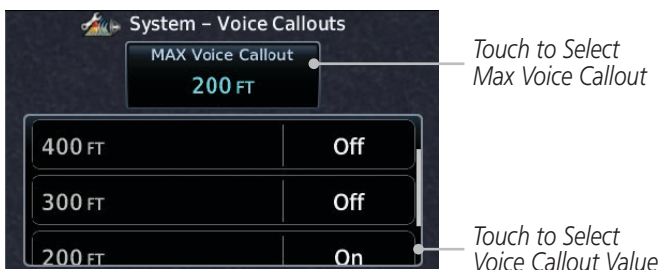 System – Voice Callouts
MAX Voice Callout
200 FT
Touch to Select
Max Voice Callout
400 FT Off
300 FT Off
200 FT On
Touch to Select
Voice Callout Value